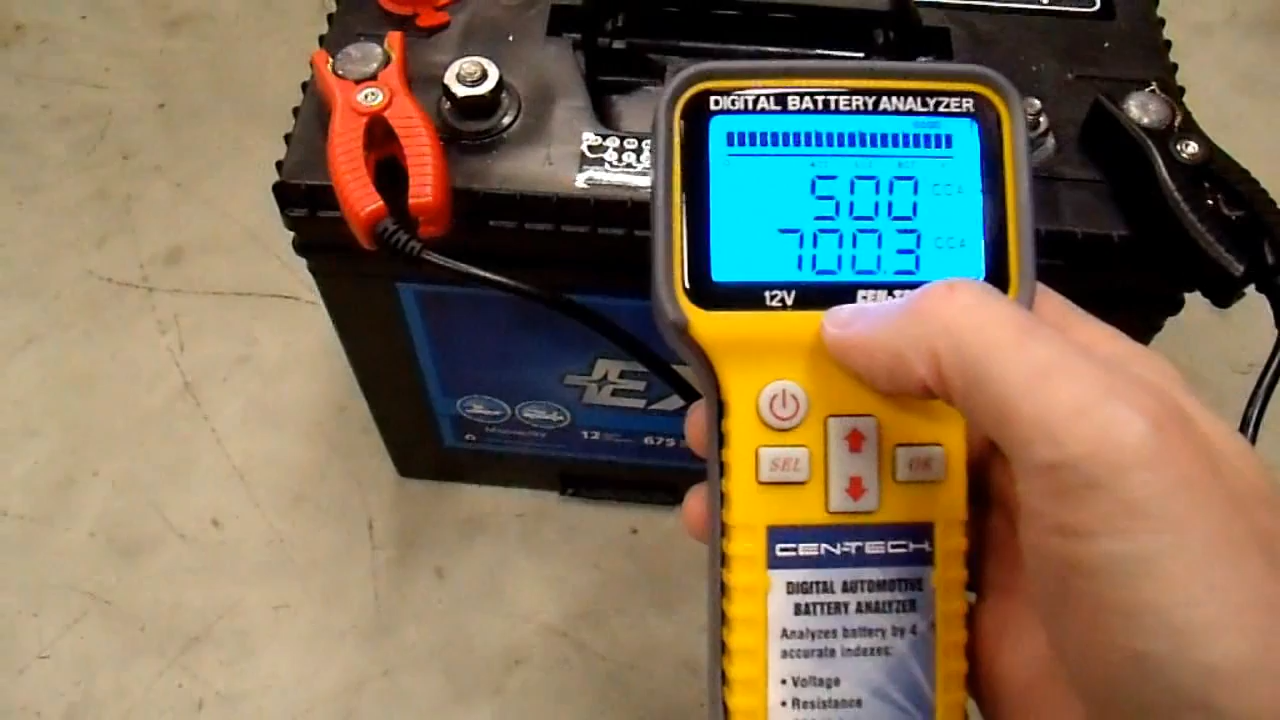 DIGITAL BATTERY ANALYZER
500 CCA
700.3 CCA
12V
EX
12
675
SEL
OK
CEN-TECH
DIGITAL AUTOMOTIVE
BATTERY ANALYZER
Analyzes battery by 4
accurate indexes:
• Voltage
• Resistance